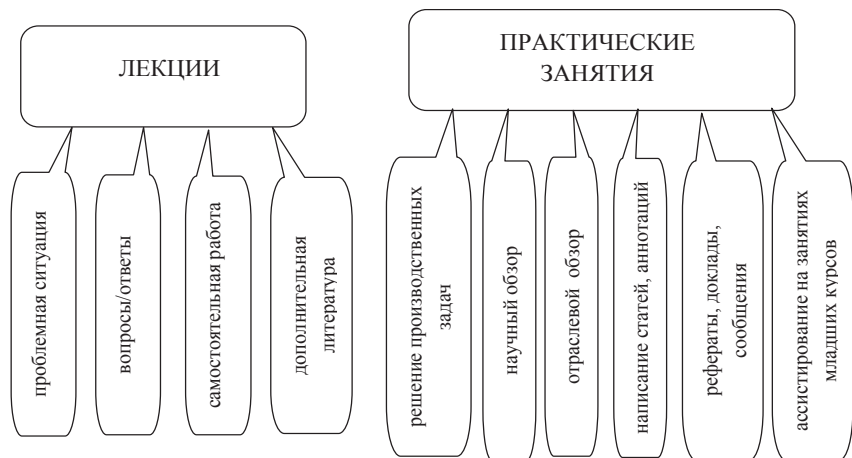 ЛЕКЦИИ
проблемная ситуация
вопросы/ответы
самостоятельная работа
дополнительная
литература
ПРАКТИЧЕСКИЕ
ЗАНЯТИЯ
решение производственных
задач
научный обзор
отраслевой обзор
написание статей, аннотаций
рефераты, доклады,
сообщения
ассистирование на занятиях
младших курсов